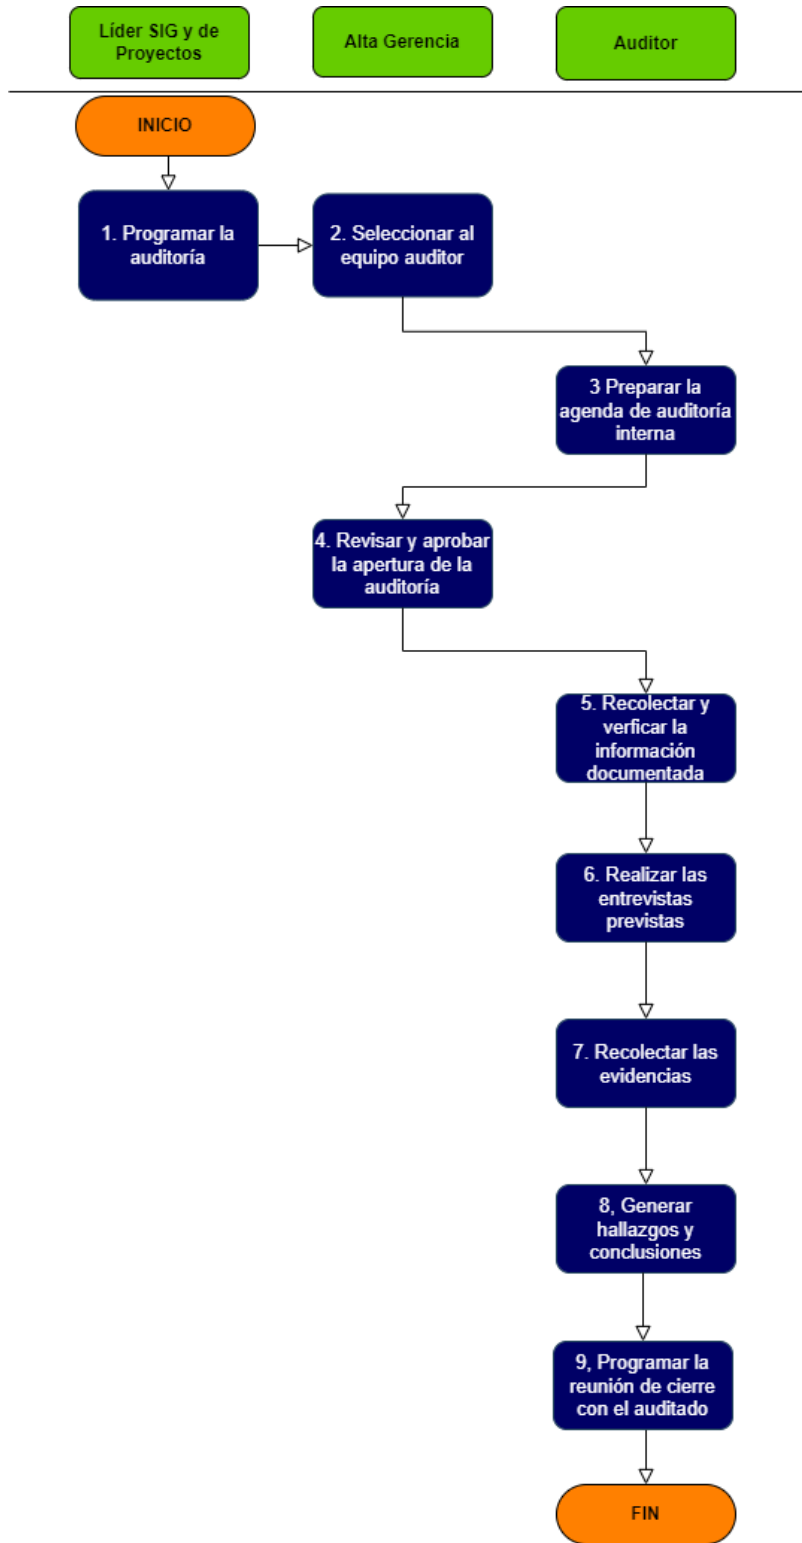 Líder SIG y de
Proyectos
Alta Gerencia
Auditor
INICIO
1. Programar la
auditoría
2. Seleccionar al
equipo auditor
3 Preparar la
agenda de auditoría
interna
4. Revisar y aprobar
la apertura de la
auditoría
5. Recolectar y
verficar la
información
documentada
6. Realizar las
entrevistas
previstas
7. Recolectar las
evidencias
8, Generar
hallazgos y
conclusiones
9, Programar la
reunión de cierre
con el auditado
FIN